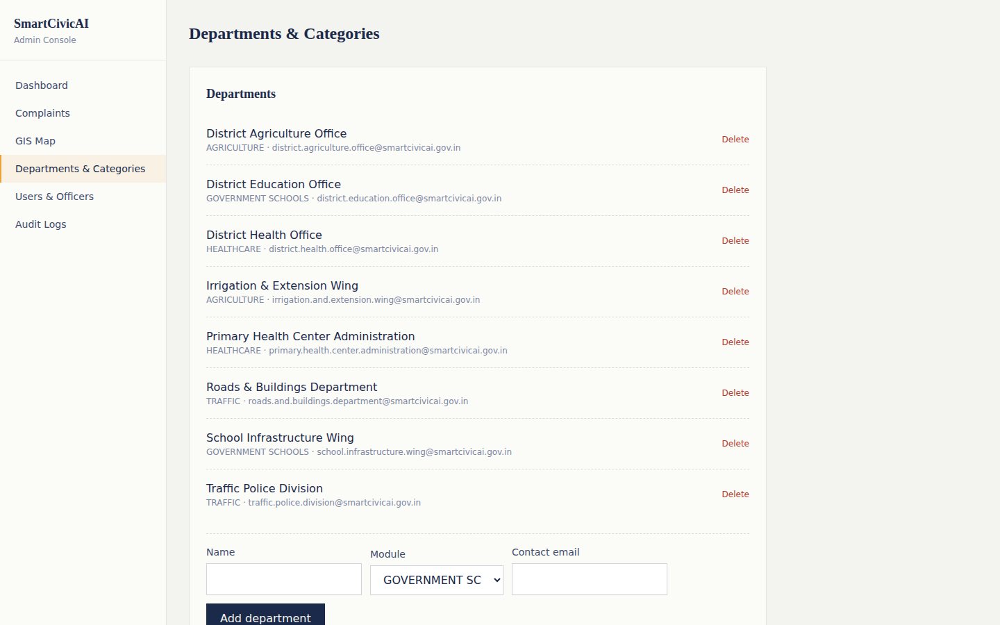 SmartCivicAI
Admin Console
Dashboard
Complaints
GIS Map
Departments & Categories
Users & Officers
Audit Logs
Departments & Categories
Departments
District Agriculture Office
AGRICULTURE · district.agriculture.office@smartcivicai.gov.in
Delete
District Education Office
GOVERNMENT SCHOOLS · district.education.office@smartcivicai.gov.in
Delete
District Health Office
HEALTHCARE · district.health.office@smartcivicai.gov.in
Delete
Irrigation & Extension Wing
AGRICULTURE · irrigation.and.extension.wing@smartcivicai.gov.in
Delete
Primary Health Center Administration
HEALTHCARE · primary.health.center.administration@smartcivicai.gov.in
Delete
Roads & Buildings Department
TRAFFIC · roads.and.buildings.department@smartcivicai.gov.in
Delete
School Infrastructure Wing
GOVERNMENT SCHOOLS · school.infrastructure.wing@smartcivicai.gov.in
Delete
Traffic Police Division
TRAFFIC · traffic.police.division@smartcivicai.gov.in
Delete
Name
Module
Contact email
GOVERNMENT SC
Add department